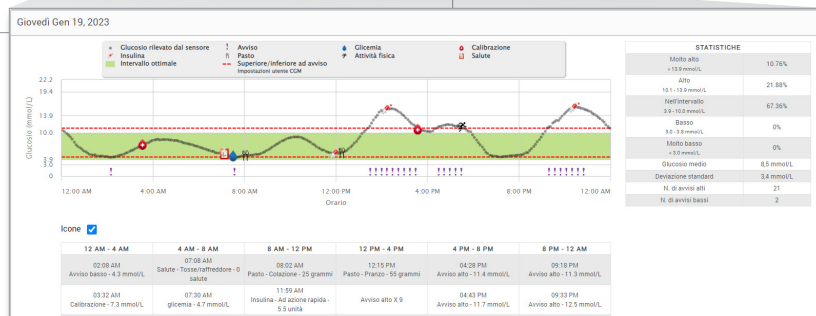 Giovedì Gen 19, 2023
Glucosio rilevato dal sensore
Avviso
Glicemia
Calibrazione
Insulina
Pasto
Attività fisica
Salute
Intervallo ottimale
Superiore/inferiore ad avviso
Impostazioni utente CGM
Glucosio (mmol/L)
22.2
19.4
13.9
10.0
3.9
3.0
0
12:00 AM
4:00 AM
8:00 AM
12:00 PM
4:00 PM
8:00 PM
12:00 AM
Orario
STATISTICHE
Molto alto
> 13.9 mmol/L
10.76%
Alto
10.1 - 13.9 mmol/L
21.88%
Nell'intervallo
3.9 - 10.0 mmol/L
67.36%
Basso
3.0 - 3.8 mmol/L
0%
Molto basso
< 3.0 mmol/L
0%
Glucosio medio
8,5 mmol/L
Deviazione standard
3,4 mmol/L
N. di avvisi alti
21
N. di avvisi bassi
2
Icone
12 AM - 4 AM
4 AM - 8 AM
8 AM - 12 PM
12 PM - 4 PM
4 PM - 8 PM
8 PM - 12 AM
02:08 AM
Avviso basso - 4.3 mmol/L
07:08 AM
Salute - Tosse/raffreddore - 0
salute
08:02 AM
Pasto - Colazione - 25 grammi
12:15 PM
Pasto - Pranzo - 55 grammi
04:28 PM
Avviso alto - 11.4 mmol/L
09:18 PM
Avviso alto - 11.3 mmol/L
03:32 AM
Calibrazione - 7.3 mmol/L
07:30 AM
glicemia - 4.7 mmol/L
11:59 AM
Insulina - Ad azione rapida -
5.5 unità
Avviso alto X 9
04:43 PM
Avviso alto - 11.7 mmol/L
09:33 PM
Avviso alto - 12.5 mmol/L